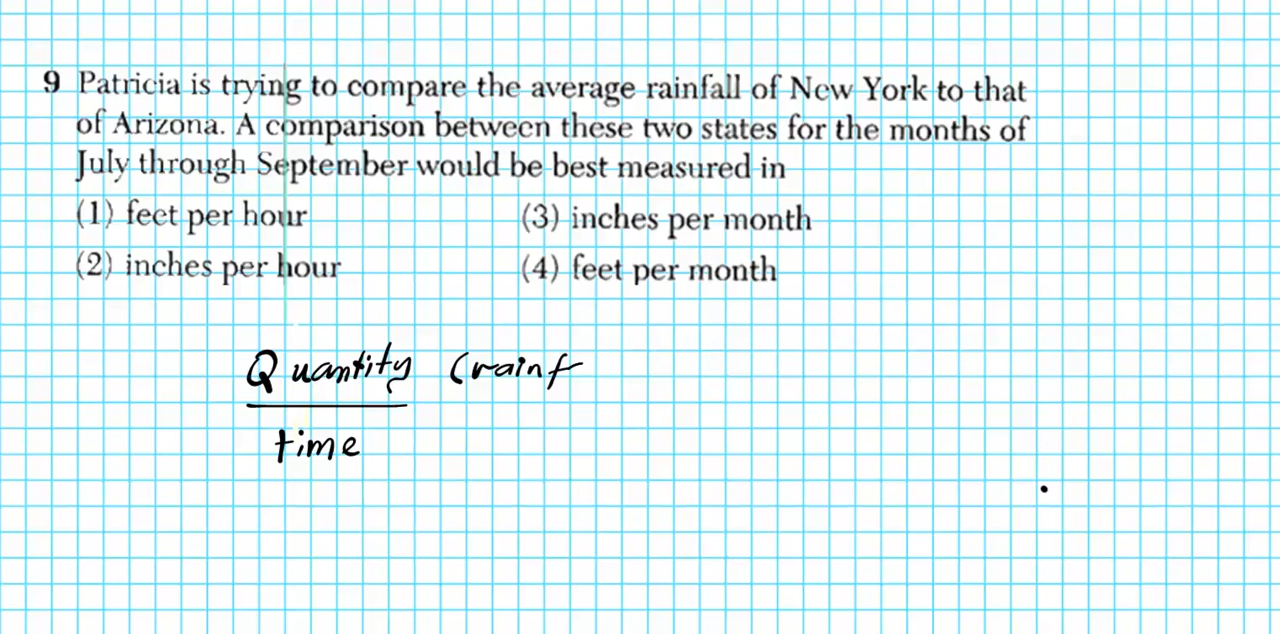 9 Patricia is trying to compare the average rainfall of New York to that
of Arizona. A comparison between these two states for the months of
July through September would be best measured in
(1) feet per hour (3) inches per month
(2) inches per hour (4) feet per month
Quantity (rainf
time